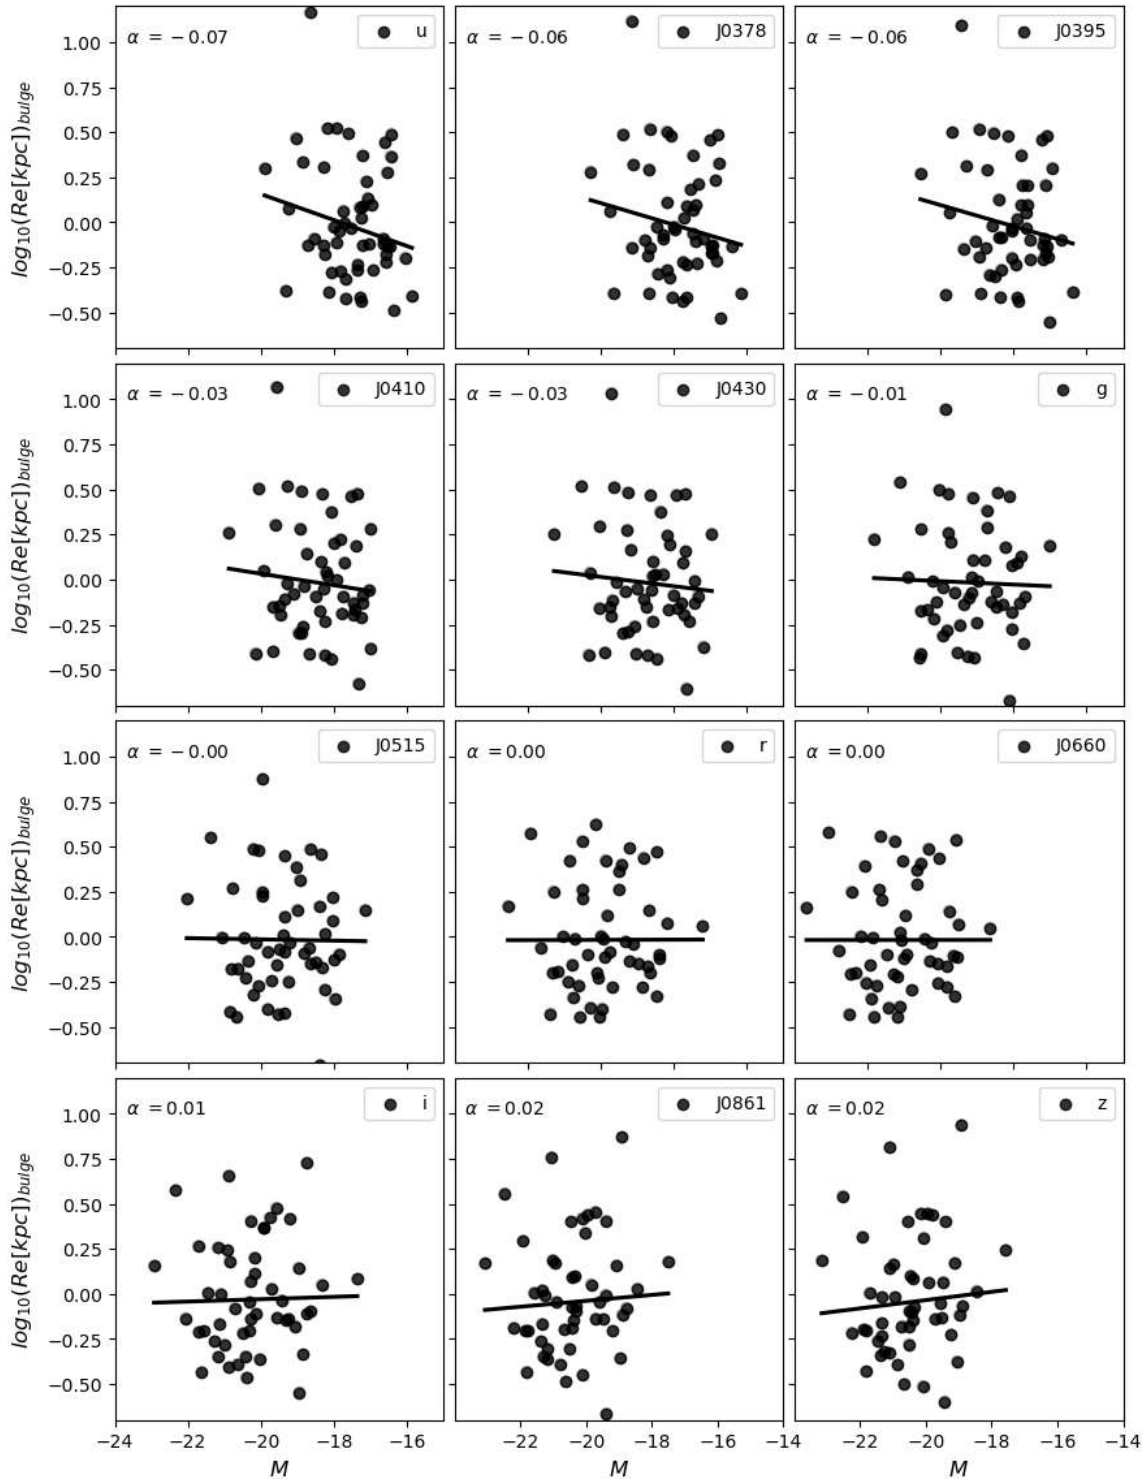 α = −0.07
u
α = −0.06
J0378
α = −0.06
J0395
log10(Re[kpc])bulge
1.00
0.75
0.50
0.25
0.00
−0.25
−0.50
α = −0.03
J0410
α = −0.03
J0430
α = −0.01
g
log10(Re[kpc])bulge
1.00
0.75
0.50
0.25
0.00
−0.25
−0.50
α = −0.00
J0515
α = 0.00
r
α = 0.00
J0660
log10(Re[kpc])bulge
1.00
0.75
0.50
0.25
0.00
−0.25
−0.50
α = 0.01
i
α = 0.02
J0861
α = 0.02
z
log10(Re[kpc])bulge
1.00
0.75
0.50
0.25
0.00
−0.25
−0.50
−24 −22 −20 −18 −16
−22 −20 −18 −16 −14
−22 −20 −18 −16 −14
M M M